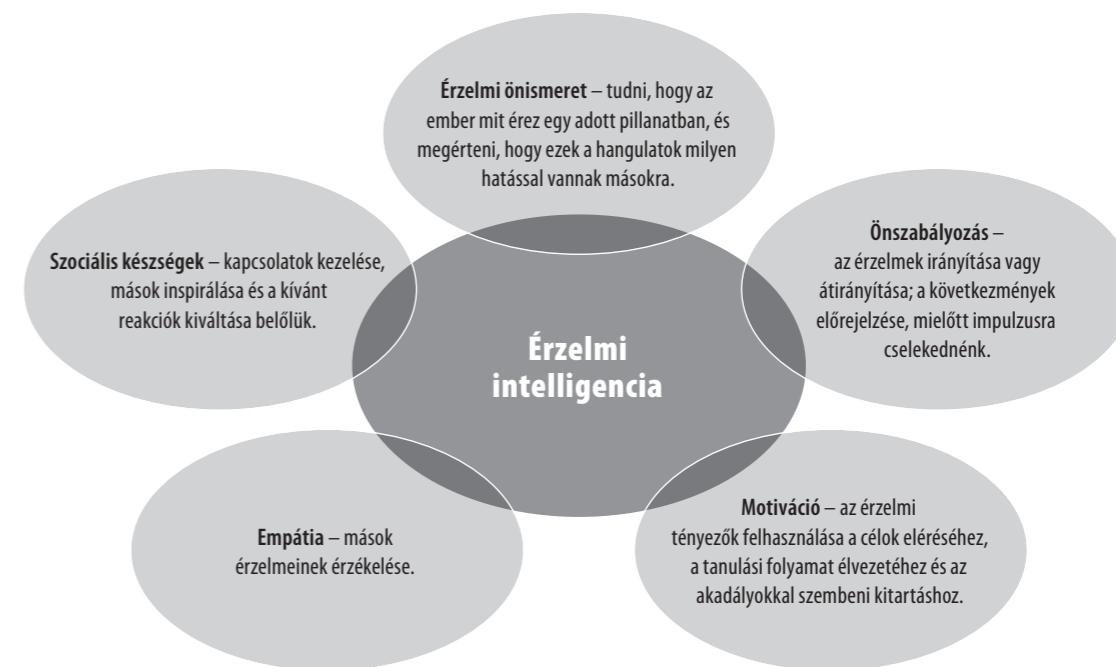 Érzelmi önismeret – tudni, hogy az
ember mit érez egy adott pillanatban, és
megérteni, hogy ezek a hangulatok milyen
hatással vannak másokra.
Szociális készségek – kapcsolatok kezelése,
mások inspirálása és a kívánt
reakciók kiváltása belőlük.
Önszabályozás –
az érzelmek irányítása vagy
átirányítása; a következmények
előrejelzése, mielőtt impulzusra
cselekednénk.
Érzelmi
intelligencia
Empátia – mások
érzelmeinek érzékelése.
Motiváció – az érzelmi
tényezők felhasználása a célok eléréséhez,
a tanulási folyamat élvezetéhez és az
akadályokkal szembeni kitartáshoz.